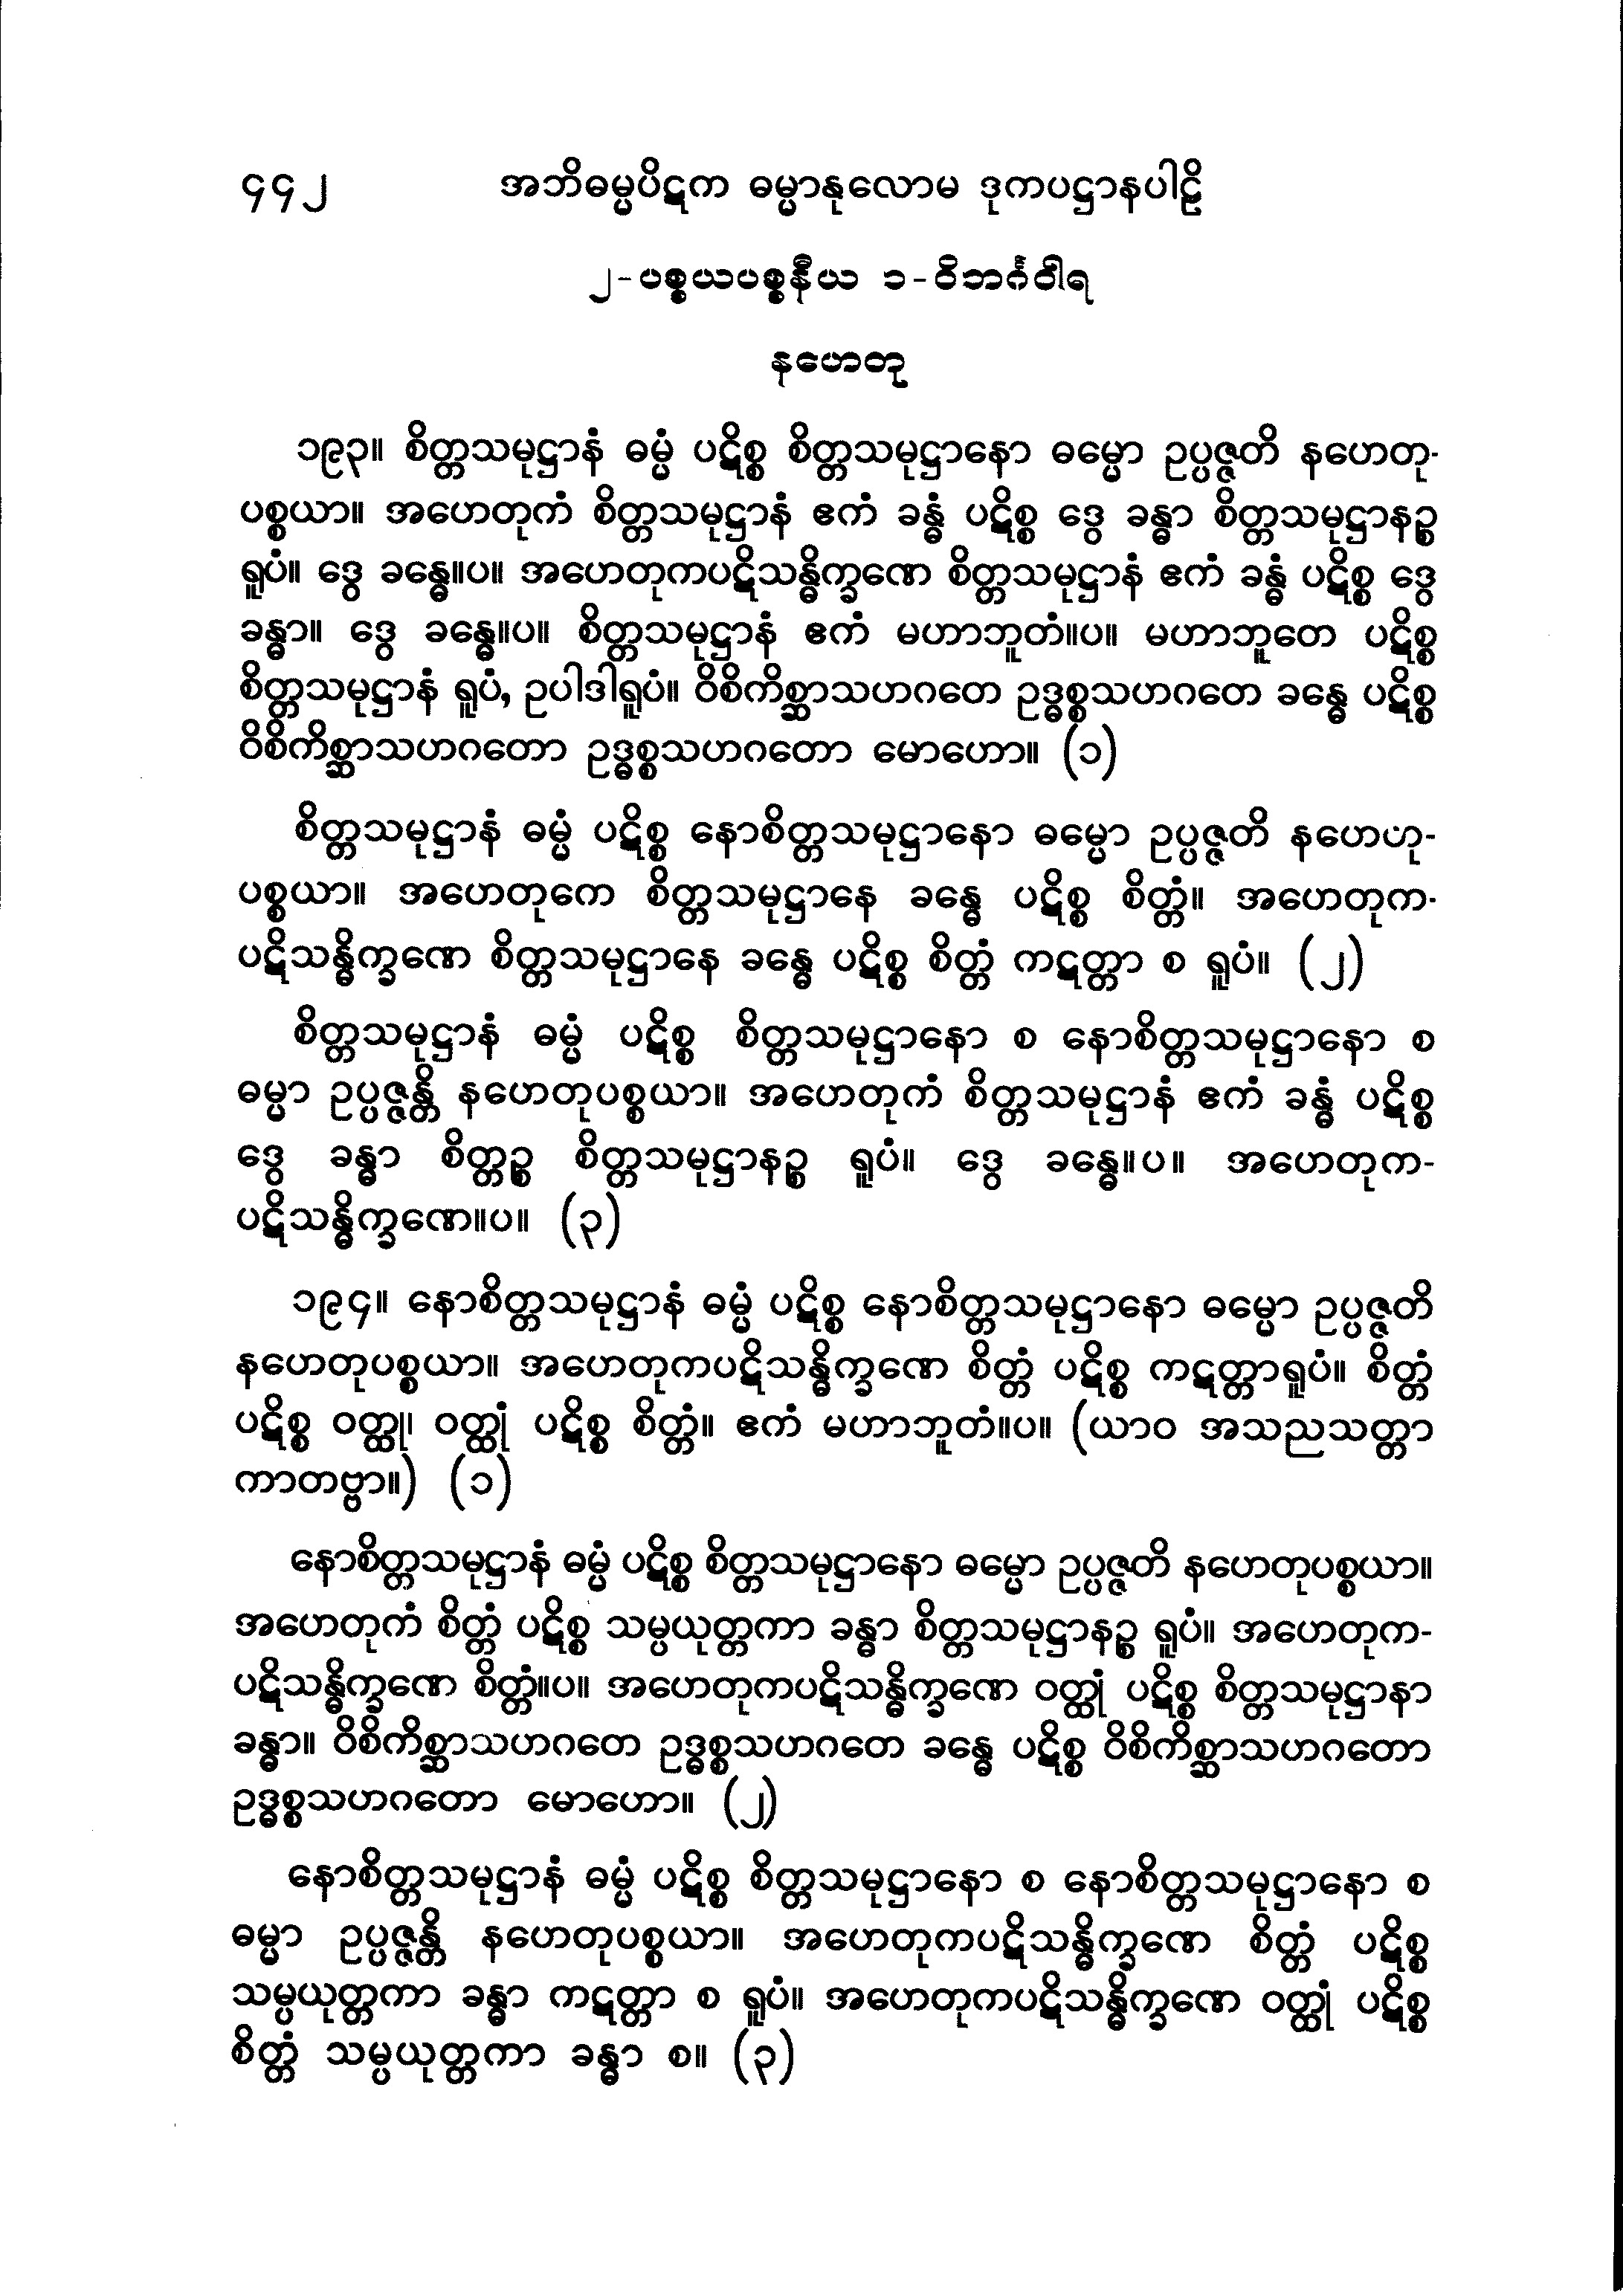 ၄၄၂ အဘိဓမ္မပိဋက ဓမ္မာနုလောမ ဒုကပဋ္ဌာနပါဠိ
၂-ပစ္စယပစ္စနီယ ၁-ဝိဘင်္ဂဝါရ
နဟေတု
၁၉၃။ စိတ္တသမုဋ္ဌာနံ ဓမ္မံ ပဋိစ္စ စိတ္တသမုဋ္ဌာနော ဓမ္မော ဥပ္ပဇ္ဇတိ နဟေတု-
ပစ္စယာ။ အဟေတုကံ စိတ္တသမုဋ္ဌာနံ ဧကံ ခန္ဓံ ပဋိစ္စ ဒွေ ခန္ဓာ စိတ္တသမုဋ္ဌာနဉ္စ
ရူပံ။ ဒွေ ခန္ဓေ။ပ။ အဟေတုကပဋိသန္ဓိက္ခဏေ စိတ္တသမုဋ္ဌာနံ ဧကံ ခန္ဓံ ပဋိစ္စ ဒွေ
ခန္ဓာ။ ဒွေ ခန္ဓေ။ပ။ စိတ္တသမုဋ္ဌာနံ ဧကံ မဟာဘူတံ။ပ။ မဟာဘူတေ ပဋိစ္စ
စိတ္တသမုဋ္ဌာနံ ရူပံ, ဥပါဒါရူပံ။ ဝိစိကိစ္ဆာသဟဂတေ ဥဒ္ဓစ္စသဟဂတေ ခန္ဓေ ပဋိစ္စ
ဝိစိကိစ္ဆာသဟဂတော ဥဒ္ဓစ္စသဟဂတော မောဟော။ (၁)
စိတ္တသမုဋ္ဌာနံ ဓမ္မံ ပဋိစ္စ နောစိတ္တသမုဋ္ဌာနော ဓမ္မော ဥပ္ပဇ္ဇတိ နဟေဟု-
ပစ္စယာ။ အဟေတုကေ စိတ္တသမုဋ္ဌာနေ ခန္ဓေ ပဋိစ္စ စိတ္တံ။ အဟေတုက-
ပဋိသန္ဓိက္ခဏေ စိတ္တသမုဋ္ဌာနေ ခန္ဓေ ပဋိစ္စ စိတ္တံ ကဋတ္တာ စ ရူပံ။ (၂)
စိတ္တသမုဋ္ဌာနံ ဓမ္မံ ပဋိစ္စ စိတ္တသမုဋ္ဌာနော စ နောစိတ္တသမုဋ္ဌာနော စ
ဓမ္မာ ဥပ္ပဇ္ဇန္တိ နဟေတုပစ္စယာ။ အဟေတုကံ စိတ္တသမုဋ္ဌာနံ ဧကံ ခန္ဓံ ပဋိစ္စ
ဒွေ ခန္ဓာ စိတ္တဉ္စ စိတ္တသမုဋ္ဌာနဉ္စ ရူပံ။ ဒွေ ခန္ဓေ။ပ။ အဟေတုက-
ပဋိသန္ဓိက္ခဏေ။ပ။ (၃)
၁၉၄။ နောစိတ္တသမုဋ္ဌာနံ ဓမ္မံ ပဋိစ္စ နောစိတ္တသမုဋ္ဌာနော ဓမ္မော ဥပ္ပဇ္ဇတိ
နဟေတုပစ္စယာ။ အဟေတုကပဋိသန္ဓိက္ခဏေ စိတ္တံ ပဋိစ္စ ကဋတ္တာရူပံ။ စိတ္တံ
ပဋိစ္စ ဝတ္ထု၊ ဝတ္ထုံ ပဋိစ္စ စိတ္တံ။ ဧကံ မဟာဘူတံ။ပ။ (ယာဝ အသညသတ္တာ
ကာတဗ္ဗာ။) (၁)
နောစိတ္တသမုဋ္ဌာနံ ဓမ္မံ ပဋိစ္စ စိတ္တသမုဋ္ဌာနော ဓမ္မော ဥပ္ပဇ္ဇတိ နဟေတုပစ္စယာ။
အဟေတုကံ စိတ္တံ ပဋိစ္စ သမ္ပယုတ္တကာ ခန္ဓာ စိတ္တသမုဋ္ဌာနဉ္စ ရူပံ။ အဟေတုက-
ပဋိသန္ဓိက္ခဏေ စိတ္တံ။ပ။ အဟေတုကပဋိသန္ဓိက္ခဏေ ဝတ္ထုံ ပဋိစ္စ စိတ္တသမုဋ္ဌာနာ
ခန္ဓာ။ ဝိစိကိစ္ဆာသဟဂတေ ဥဒ္ဓစ္စသဟဂတေ ခန္ဓေ ပဋိစ္စ ဝိစိကိစ္ဆာသဟဂတော
ဥဒ္ဓစ္စသဟဂတော မောဟော။ (၂)
နောစိတ္တသမုဋ္ဌာနံ ဓမ္မံ ပဋိစ္စ စိတ္တသမုဋ္ဌာနော စ နောစိတ္တသမုဋ္ဌာနော စ
ဓမ္မာ ဥပ္ပဇ္ဇန္တိ နဟေတုပစ္စယာ။ အဟေတုကပဋိသန္ဓိက္ခဏေ စိတ္တံ ပဋိစ္စ
သမ္ပယုတ္တကာ ခန္ဓာ ကဋတ္တာ စ ရူပံ။ အဟေတုကပဋိသန္ဓိက္ခဏေ ဝတ္ထုံ ပဋိစ္စ
စိတ္တံ သမ္ပယုတ္တကာ ခန္ဓာ စ။ (၃)